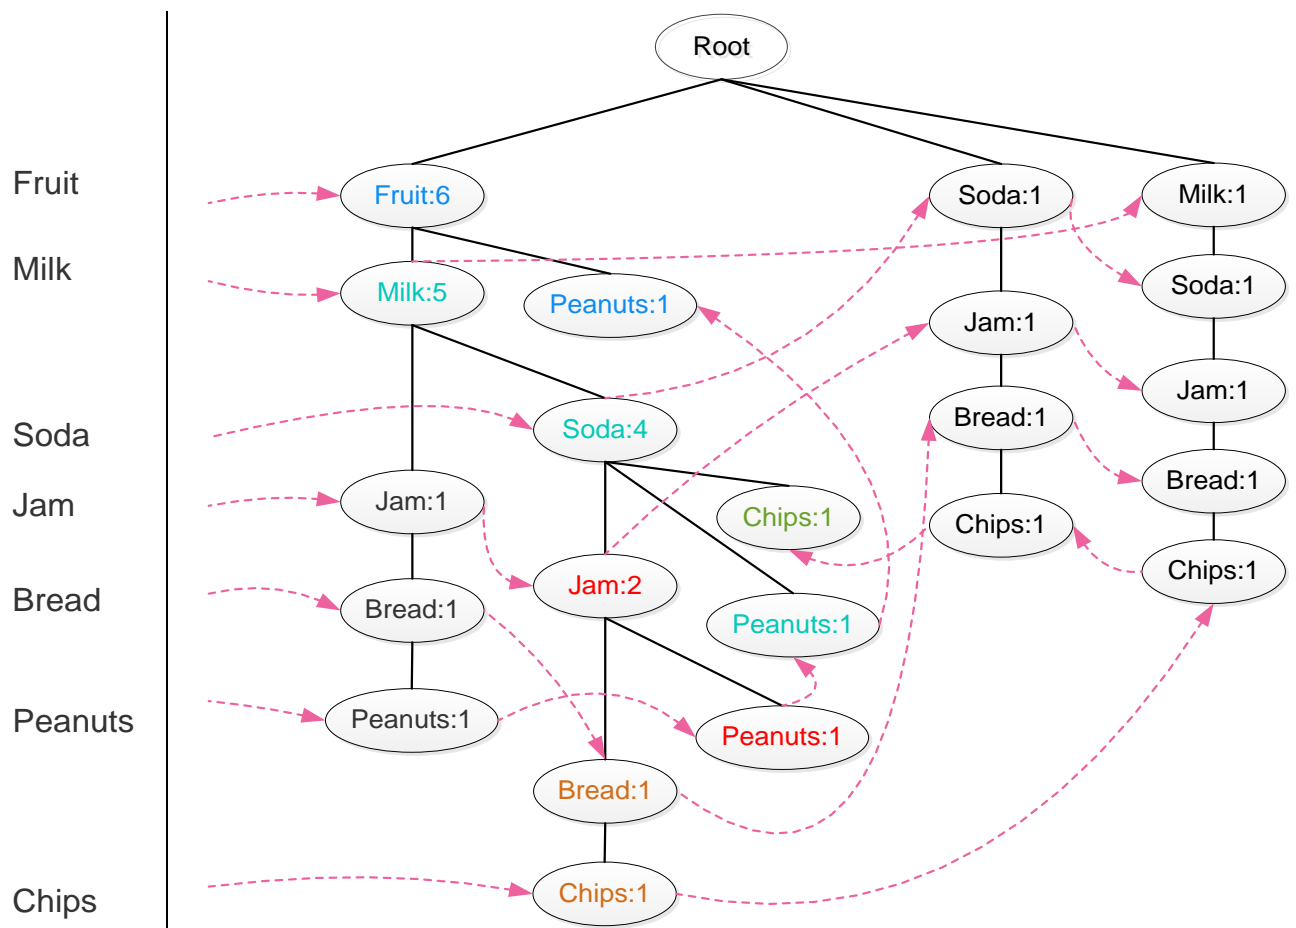 Root
Fruit
Fruit:6
Soda:1
Milk:1
Milk
Milk:5
Peanuts:1
Soda:1
Jam:1
Jam:1
Soda
Soda:4
Bread:1
Bread:1
Jam
Jam:1
Chips:1
Chips:1
Chips:1
Bread
Bread:1
Jam:2
Peanuts:1
Peanuts
Peanuts:1
Peanuts:1
Bread:1
Chips
Chips:1